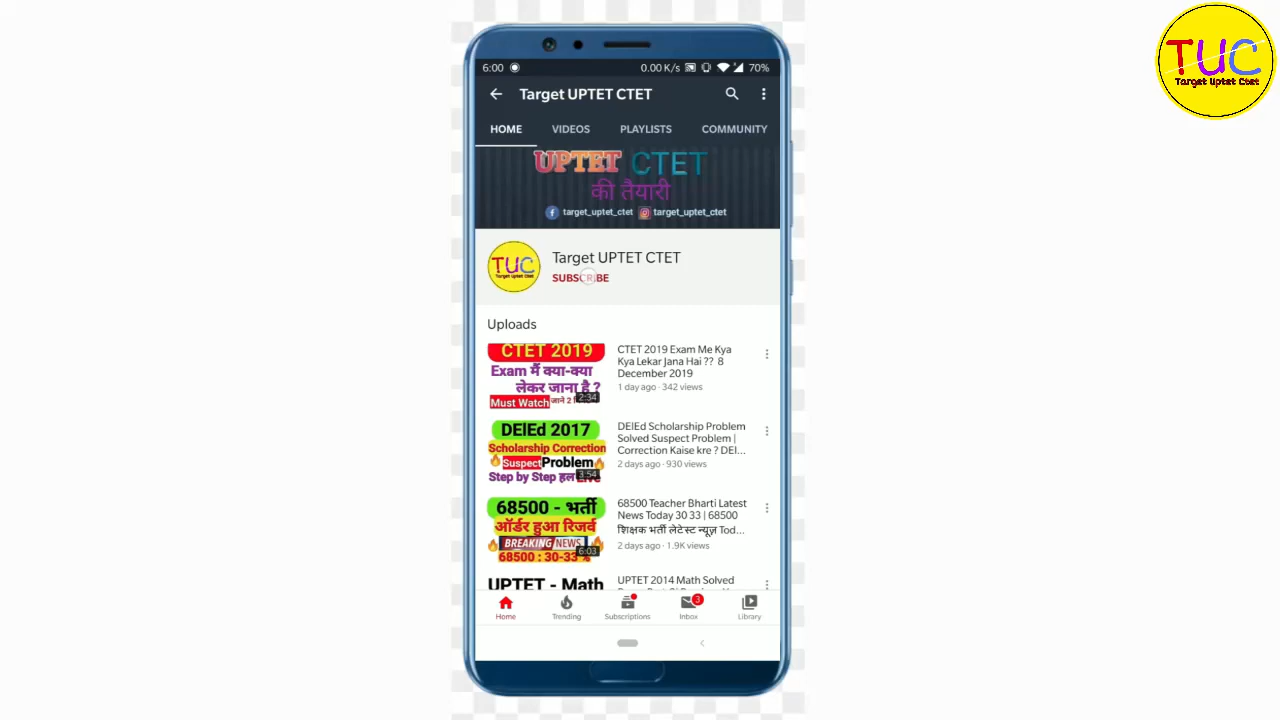 TUC
Target Uptet Ctet
6:00
0.00 K/s
70%
Target UPTET CTET
HOME
VIDEOS
PLAYLISTS
COMMUNITY
UPTET CTET
की तैयारी
target_uptet_ctet
target_uptet_ctet
TUC
Target Uptet Ctet
Target UPTET CTET
SUBSCRIBE
Uploads
CTET 2019
Exam में क्या-क्या
लेकर जाना है ?
Must Watch
2:34
CTET 2019 Exam Me Kya
Kya Lekar Jana Hai ?? 8
December 2019
1 day ago · 342 views
DElEd 2017
Scholarship Correction
Suspect Problem
Step by Step हल
3:54
DElEd Scholarship Problem
Solved Suspect Problem |
Correction Kaise kre ? DEl...
2 days ago · 930 views
68500 - भर्ती
ऑर्डर हुआ रिजर्व
BREAKING NEWS
68500 : 30-33 %
6:03
68500 Teacher Bharti Latest
News Today 30 33 | 68500
शिक्षक भर्ती लेटेस्ट न्यूज़ Tod...
2 days ago · 1.9K views
UPTET - Math
UPTET 2014 Math Solved
Home
Trending
Subscriptions
3
Inbox
Library